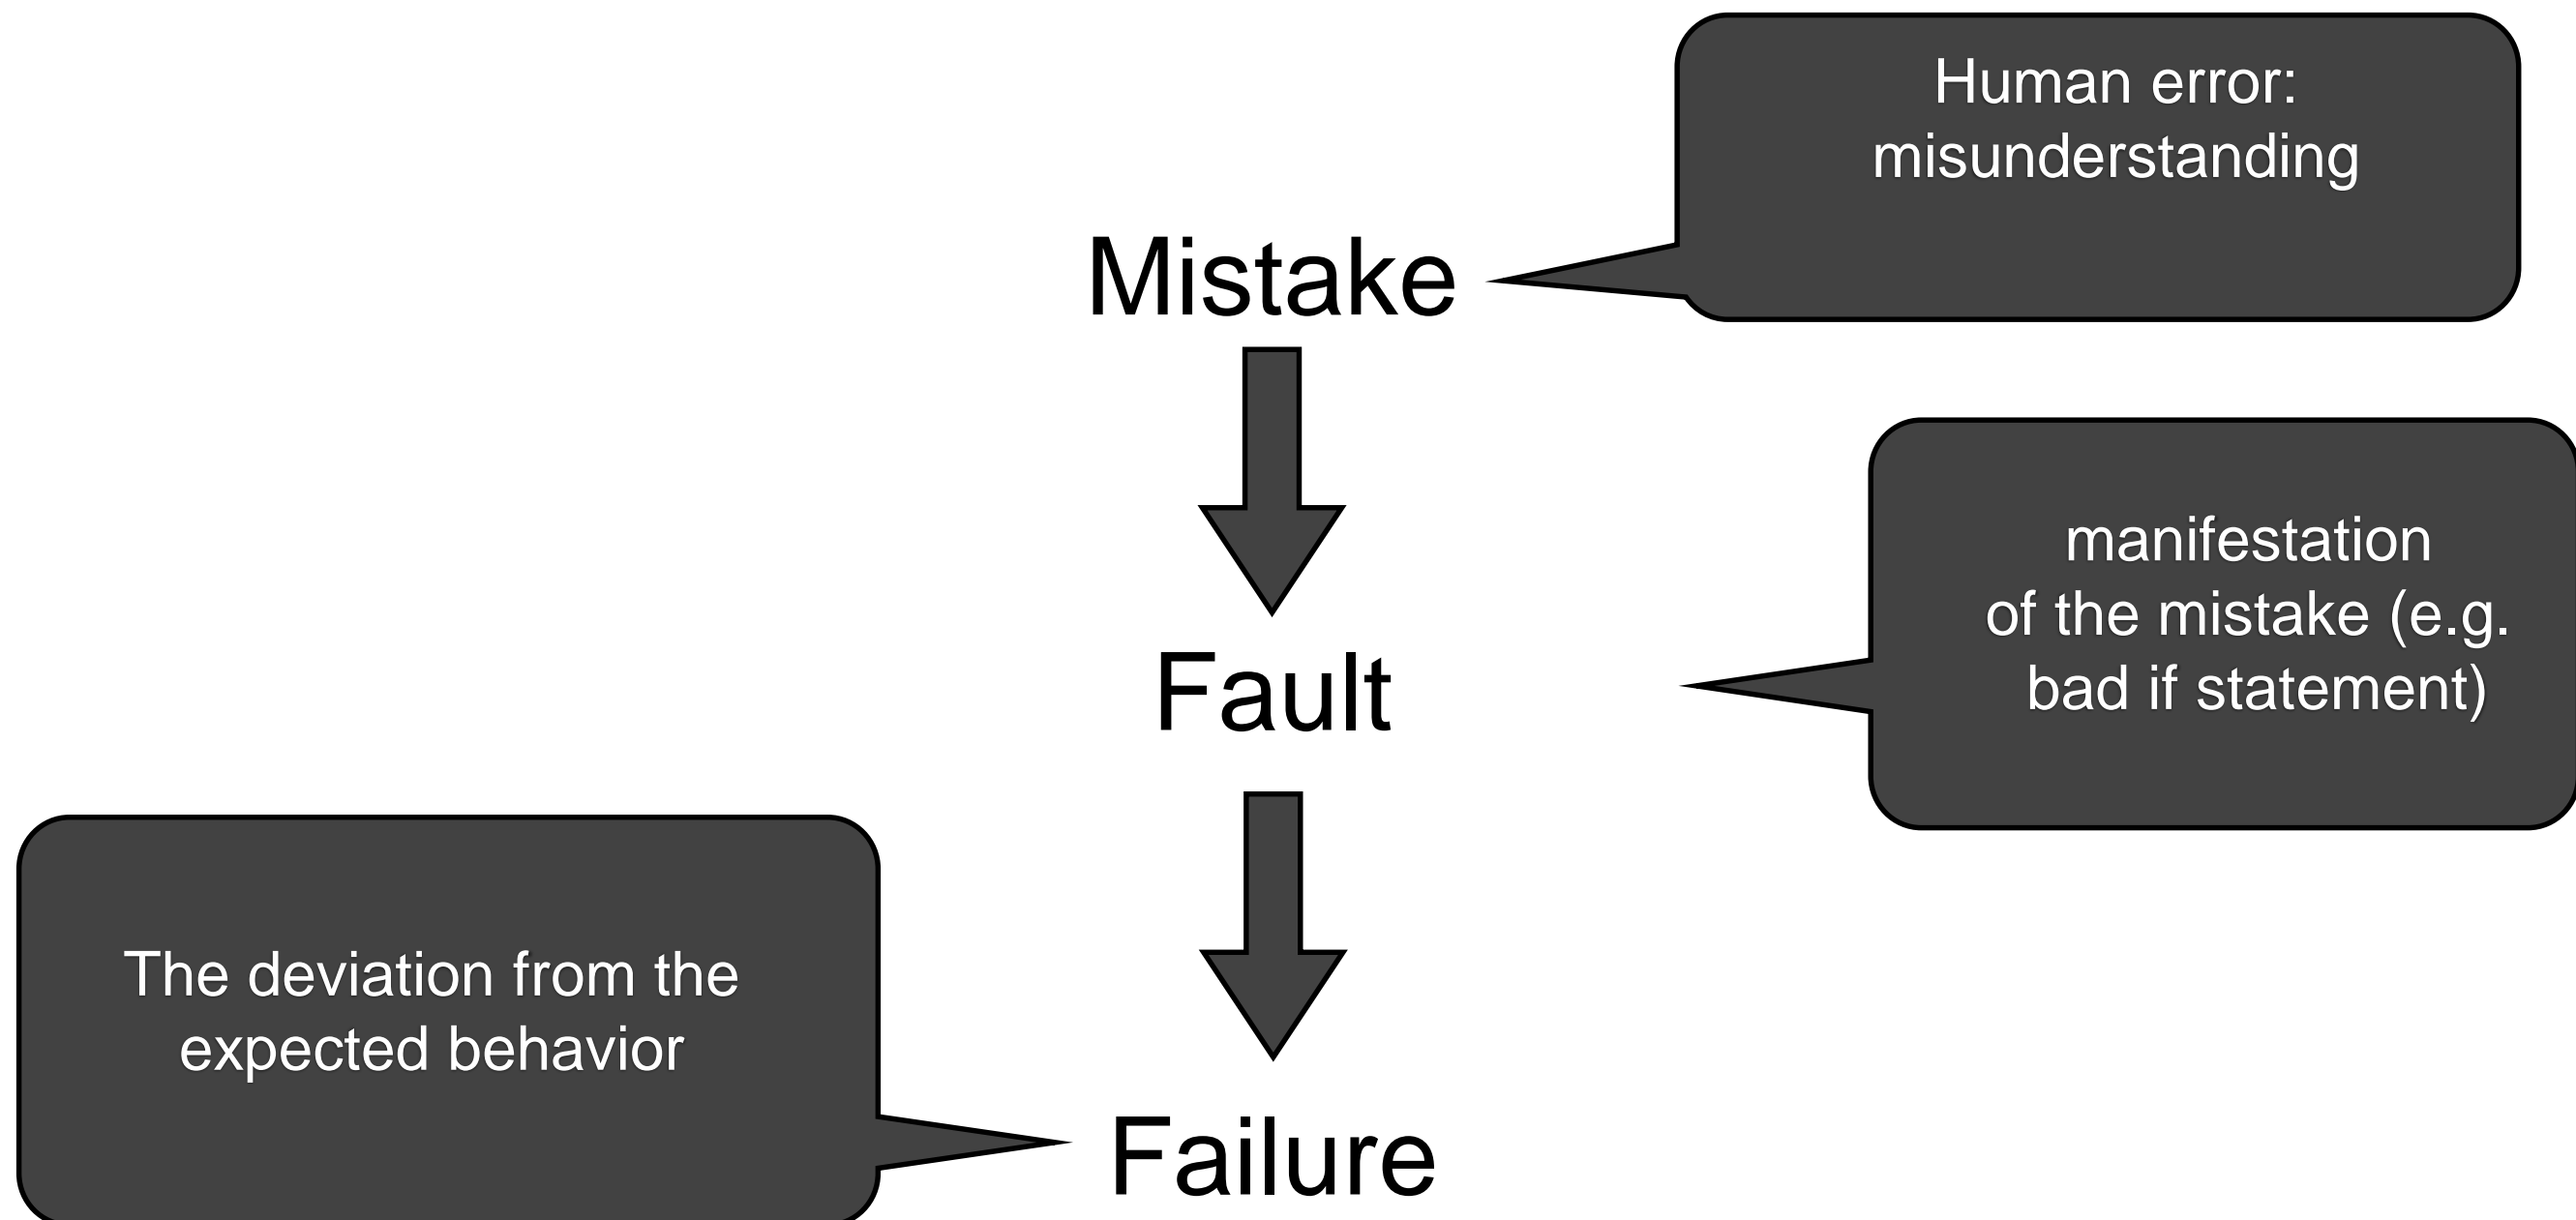 Human error:
misunderstanding
Mistake
manifestation
of the mistake (e.g.
bad if statement)
Fault
The deviation from the
expected behavior
Failure